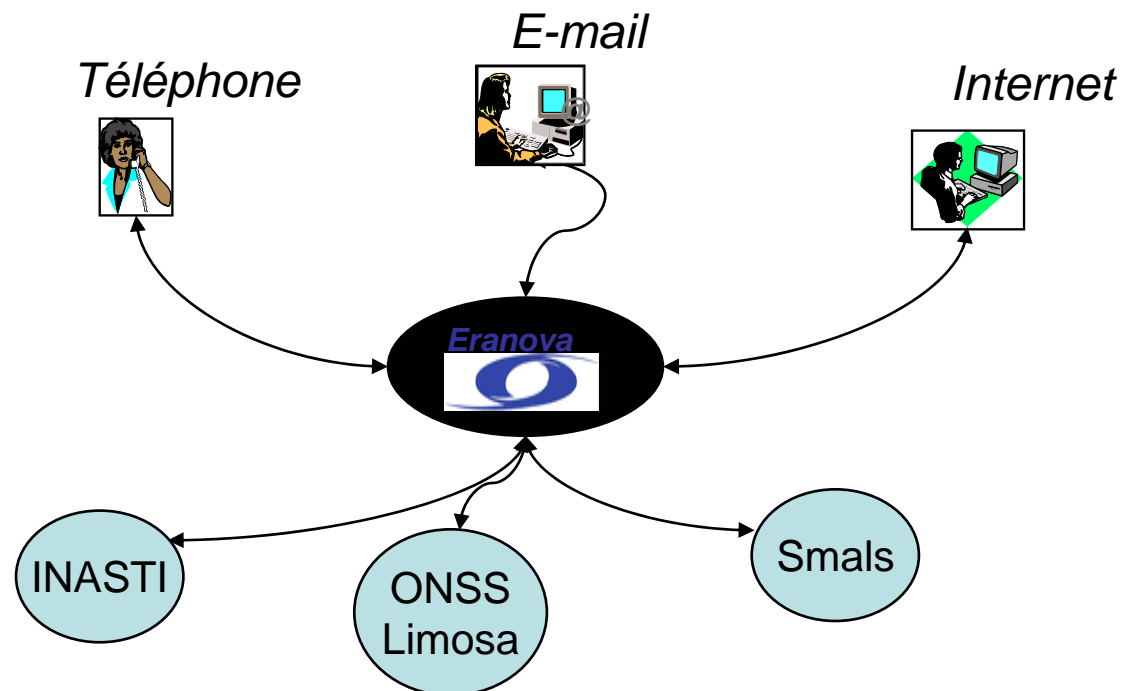 E-mail
Téléphone
Internet
@
Eranova
INASTI
ONSS
Limosa
Smals